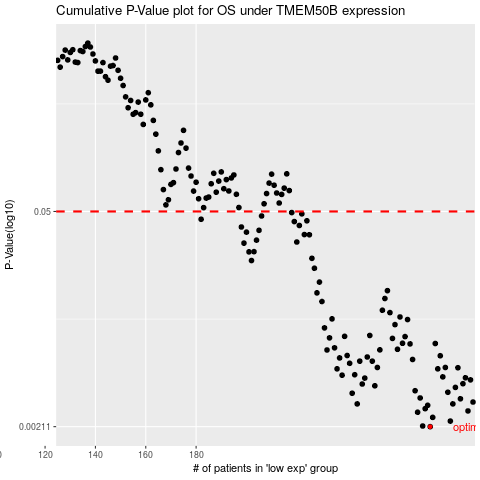 Cumulative P-Value plot for OS under TMEM50B expression
P-Value(log10)
0.05
0.00211
optim
0 120 140 160 180
# of patients in 'low exp' group